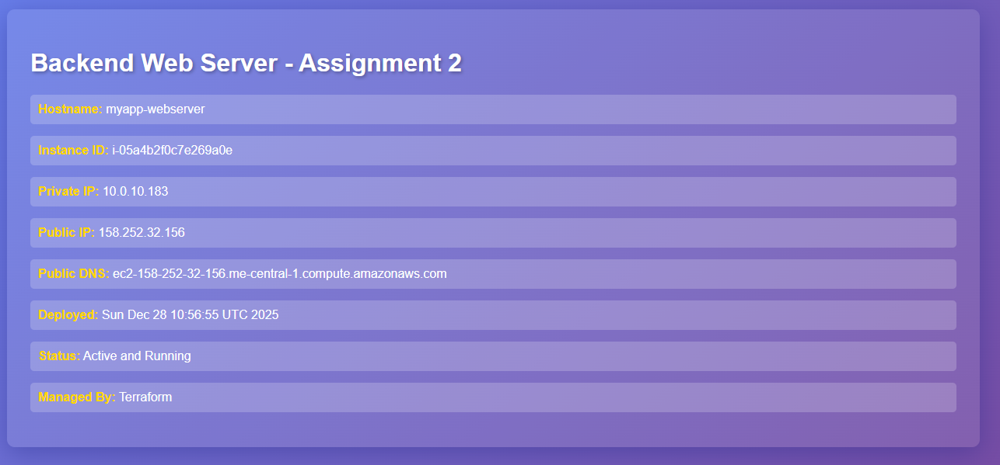 Backend Web Server - Assignment 2
Hostname: myapp-webserver
Instance ID: i-05a4b2f0c7e269a0e
Private IP: 10.0.10.183
Public IP: 158.252.32.156
Public DNS: ec2-158-252-32-156.me-central-1.compute.amazonaws.com
Deployed: Sun Dec 28 10:56:55 UTC 2025
Status: Active and Running
Managed By: Terraform